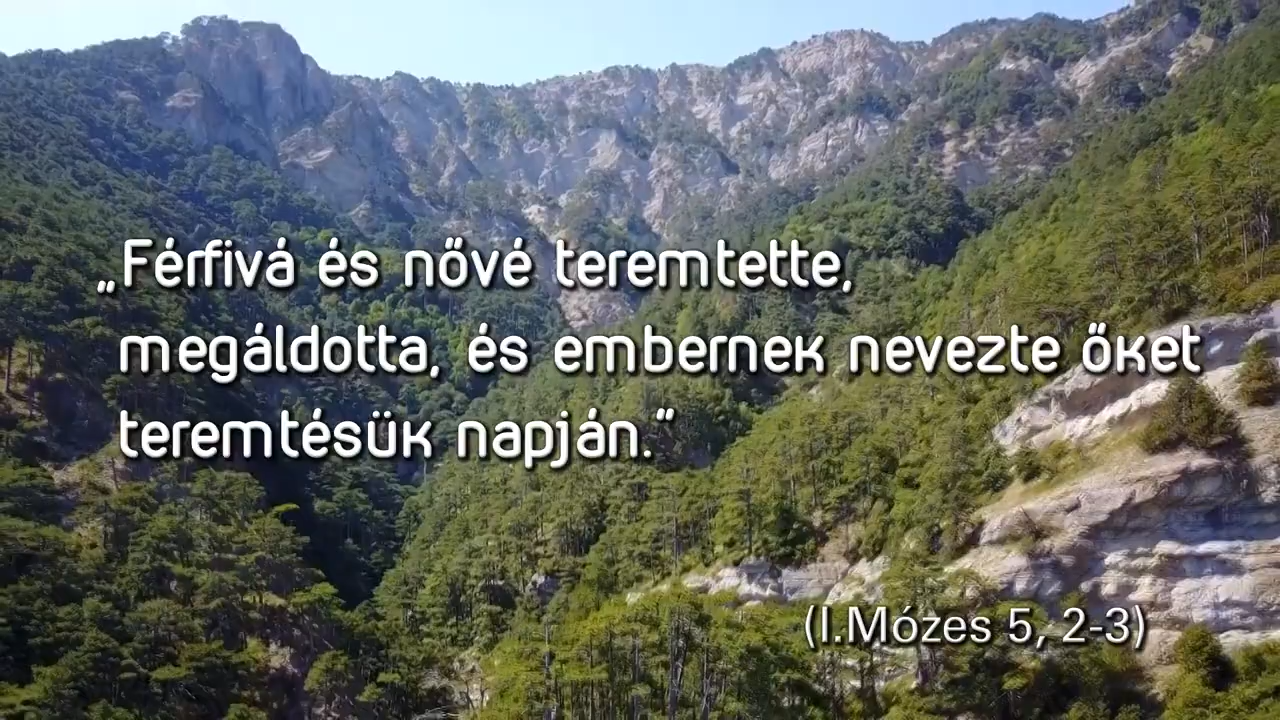 „Férfivá és nővé teremtette,
megáldotta, és embernek nevezte őket
teremtésük napján.”
(I.Mózes 5, 2-3)